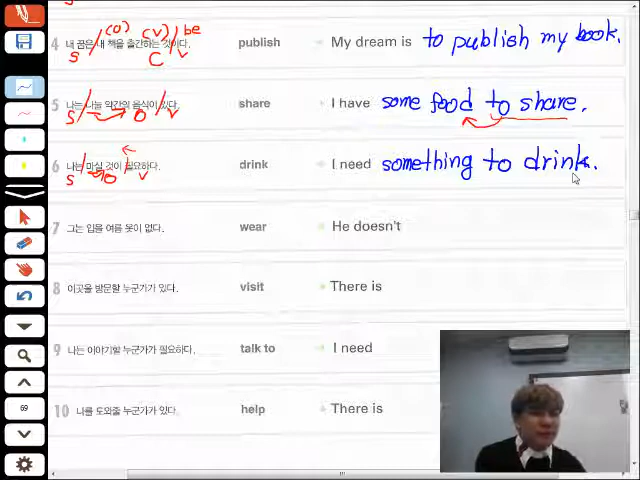 (O) (V) be
4 내 꿈은 내 책을 출간하는 것이다. publish My dream is to publish my book.
S C V
5 나는 나눌 약간의 음식이 있다. share I have some food to share.
S O V
6 나는 마실 것이 필요하다. drink I need something to drink.
S O V
7 그는 입을 여름 옷이 없다. wear He doesn't
8 이곳을 방문할 누군가가 있다. visit There is
9 나는 이야기할 누군가가 필요하다. talk to I need
10 나를 도와줄 누군가가 있다. help There is
69